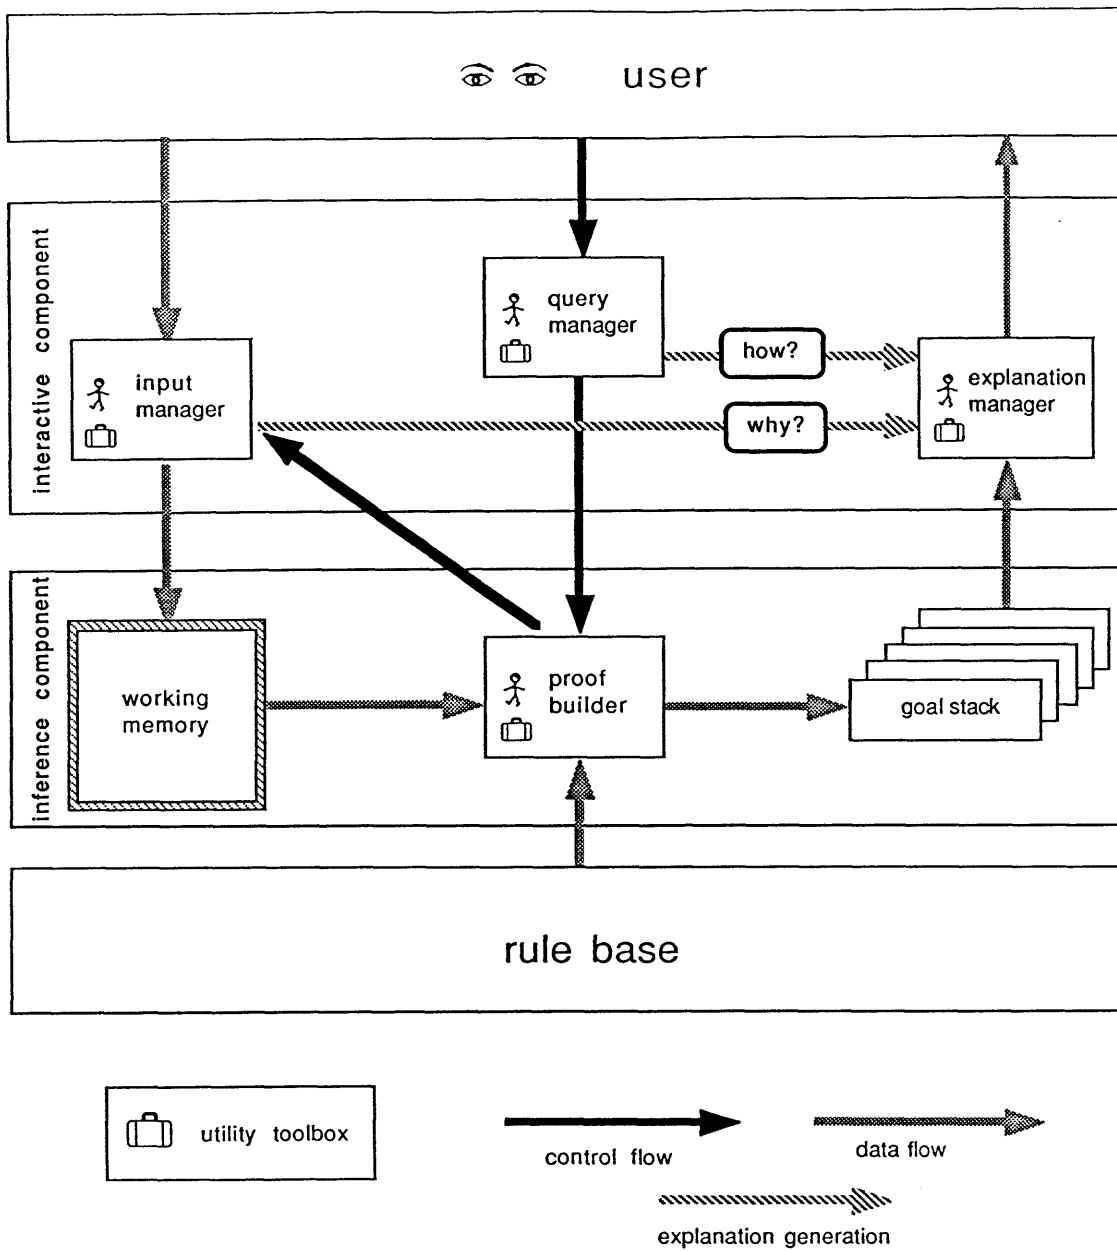 user
interactive component
query
manager
how?
input
manager
explanation
manager
why?
inference component
working
memory
proof
builder
goal stack
rule base
utility toolbox
control flow
data flow
explanation generation